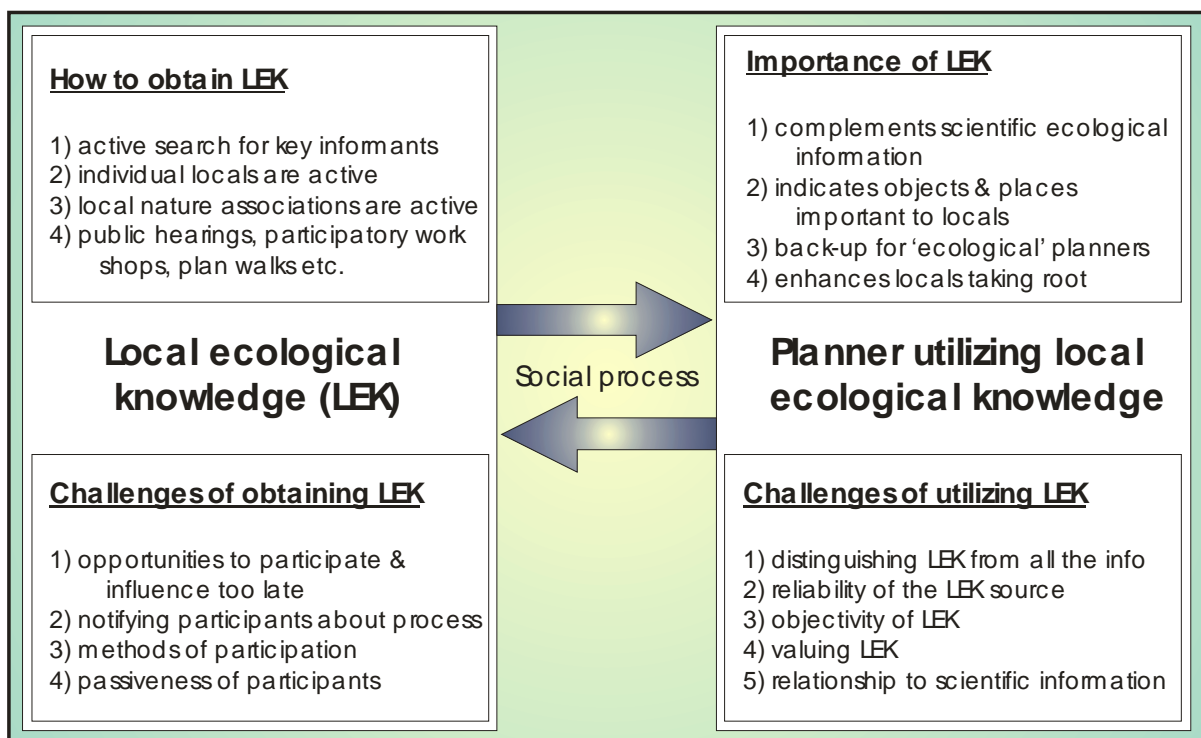 How to obtain LEK
1) active search for key informants
2) individual locals are active
3) local nature associations are active
4) public hearings, participatory work
shops, plan walks etc.
Local ecological
knowledge (LEK)
Challenges of obtaining LEK
1) opportunities to participate &
influence too late
2) notifying participants about process
3) methods of participation
4) passiveness of participants
Social process
Importance of LEK
1) complements scientific ecological
information
2) indicates objects & places
important to locals
3) back-up for ‘ecological’ planners
4) enhances locals taking root
Planner utilizing local
ecological knowledge
Challenges of utilizing LEK
1) distinguishing LEK from all the info
2) reliability of the LEK source
3) objectivity of LEK
4) valuing LEK
5) relationship to scientific information